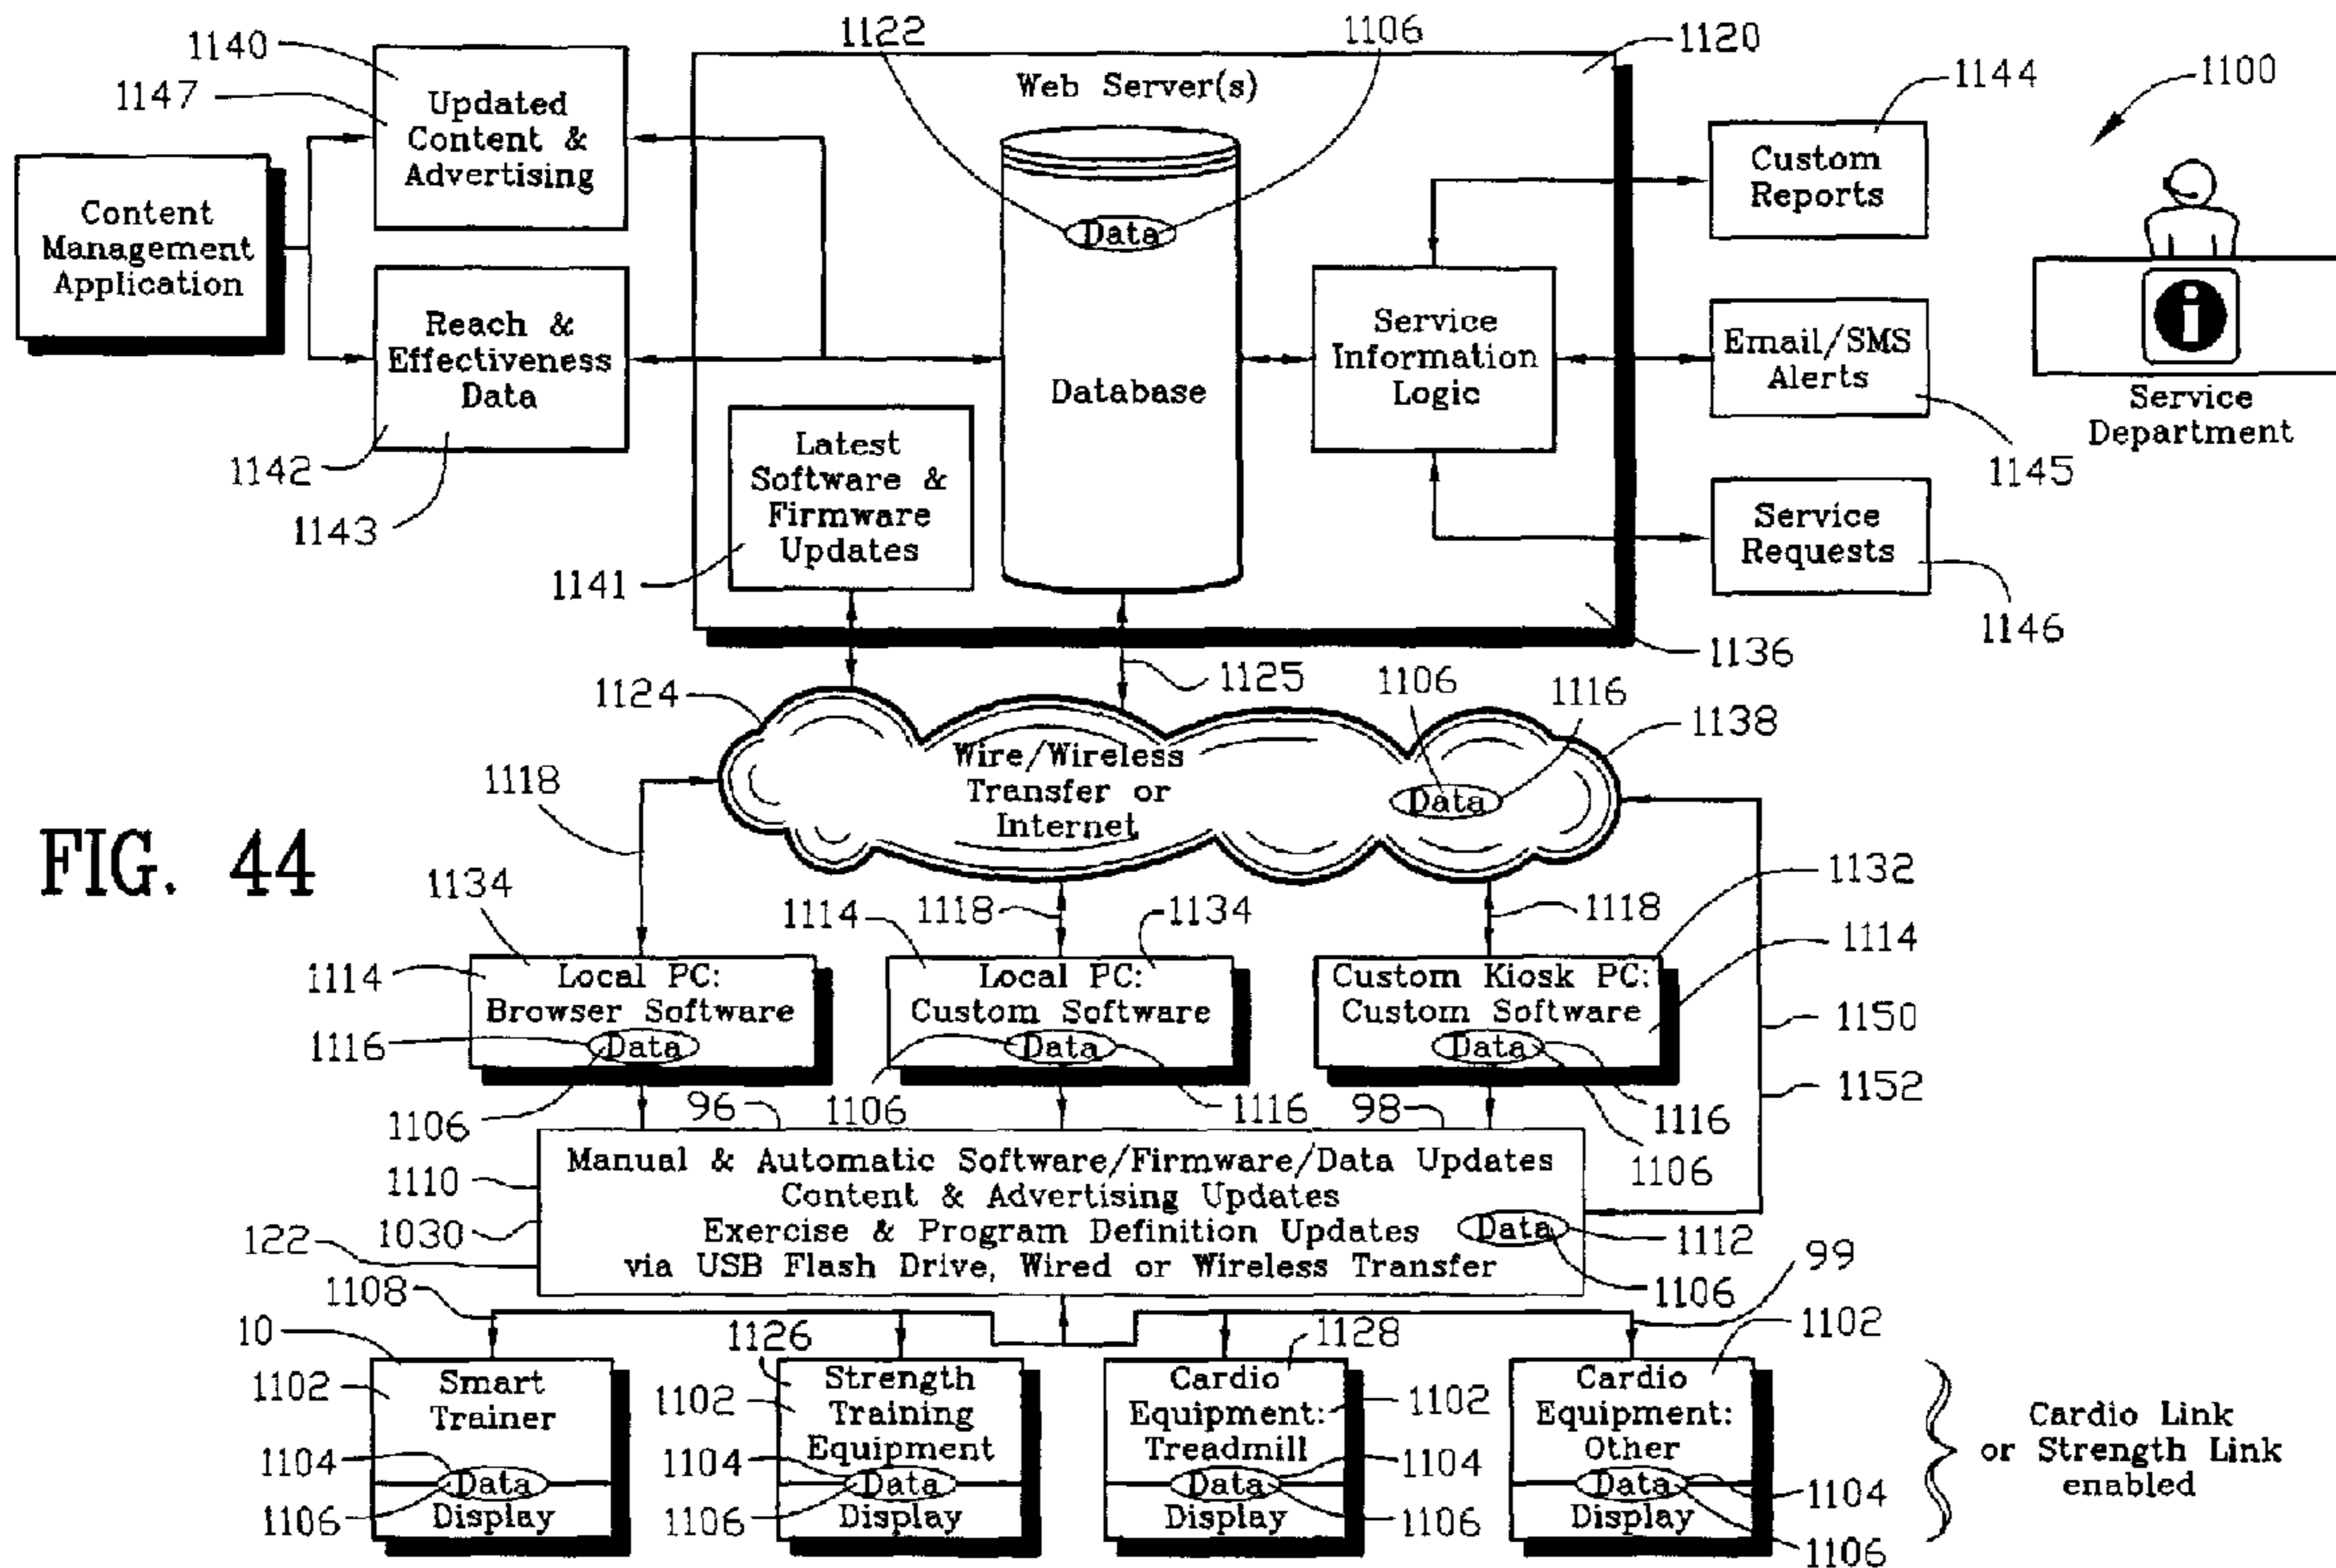 1122
1106
1120
1140
1147
Updated
Content &
Advertising
Web Server(s)
1144
1100
Content
Management
Application
Data
Custom
Reports
Reach &
Effectiveness
Data
1142
1143
Database
Service
Information
Logic
Email/SMS
Alerts
1145
i
Service
Department
Latest
Software &
Firmware
Updates
1141
Service
Requests
1146
1136
1125
1124
1106
1116
1138
Wire/Wireless
Transfer or
Internet
Data
1118
FIG. 44
1134
1114
Local PC:
Browser Software
Data
1116
1106
1114
1118
1134
Local PC:
Custom Software
Data
1106
1116
1118
1132
1114
Custom Kiosk PC:
Custom Software
Data
1116
1106
1150
1152
96
98
1110
1030
122
Manual & Automatic Software/Firmware/Data Updates
Content & Advertising Updates
Exercise & Program Definition Updates
via USB Flash Drive, Wired or Wireless Transfer
Data
1112
1106
99
1108
10
1102
Smart
Trainer
1104
Data
1106
Display
1126
1102
Strength
Training
Equipment
1104
Data
1106
Display
1128
1102
Cardio
Equipment:
Treadmill
Data
1104
Display
1106
1102
Cardio
Equipment:
Other
Data
1104
Display
1106
Cardio Link
or Strength Link
enabled